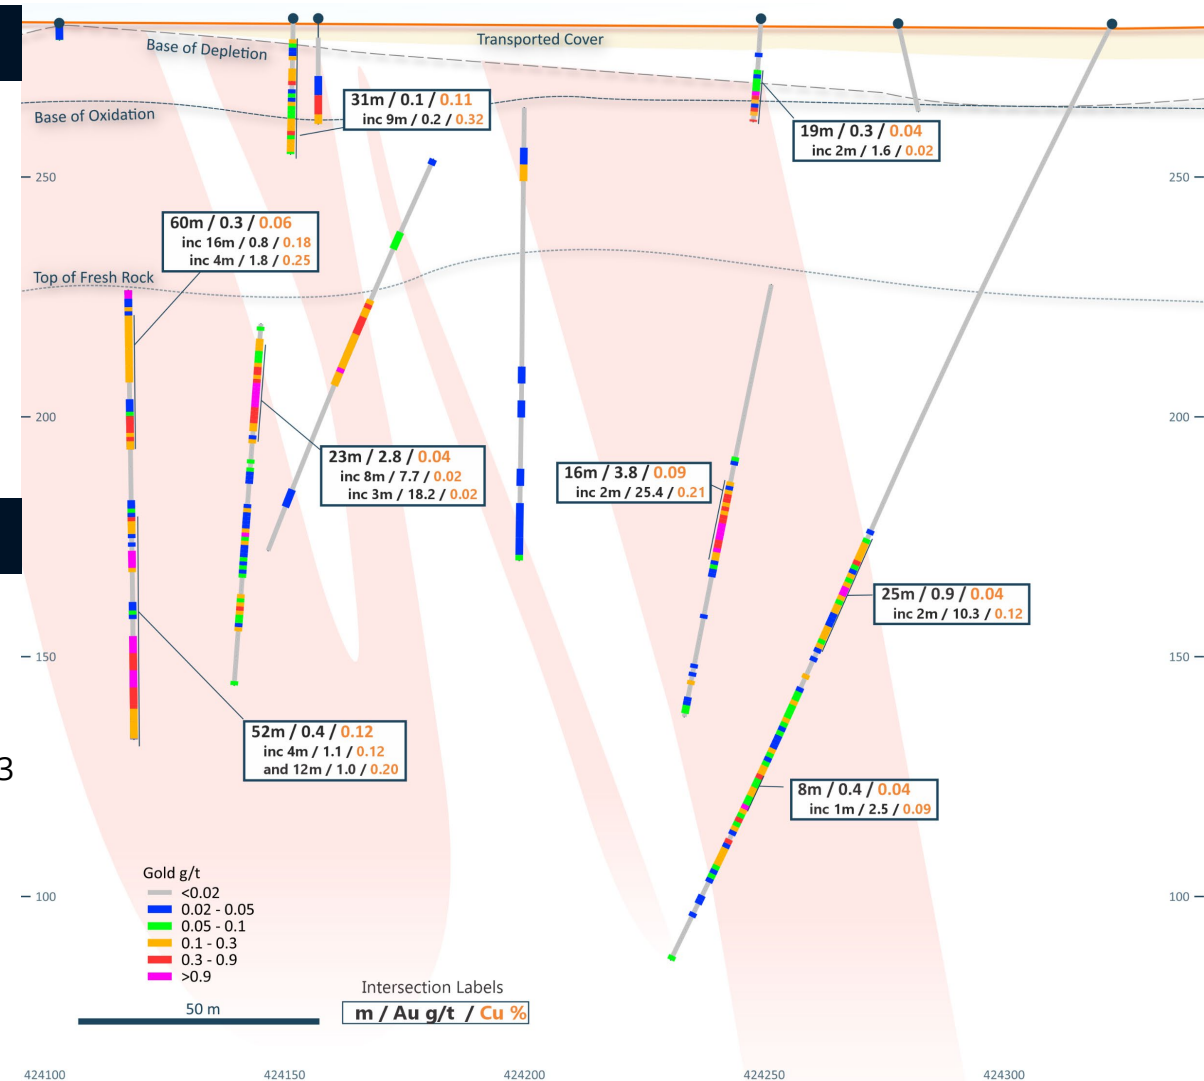 Transported Cover
Base of Depletion
31m / 0.1 / 0.11
inc 9m / 0.2 / 0.32
Base of Oxidation
19m / 0.3 / 0.04
inc 2m / 1.6 / 0.02
250
250
60m / 0.3 / 0.06
inc 16m / 0.8 / 0.18
inc 4m / 1.8 / 0.25
Top of Fresh Rock
200
200
23m / 2.8 / 0.04
inc 8m / 7.7 / 0.02
inc 3m / 18.2 / 0.02
16m / 3.8 / 0.09
inc 2m / 25.4 / 0.21
25m / 0.9 / 0.04
inc 2m / 10.3 / 0.12
150
150
52m / 0.4 / 0.12
inc 4m / 1.1 / 0.12
and 12m / 1.0 / 0.20
3
8m / 0.4 / 0.04
inc 1m / 2.5 / 0.09
100
100
Gold g/t
<0.02
0.02 - 0.05
0.05 - 0.1
0.1 - 0.3
0.3 - 0.9
>0.9
50 m
Intersection Labels
m / Au g/t / Cu %
424100
424150
424200
424250
424300